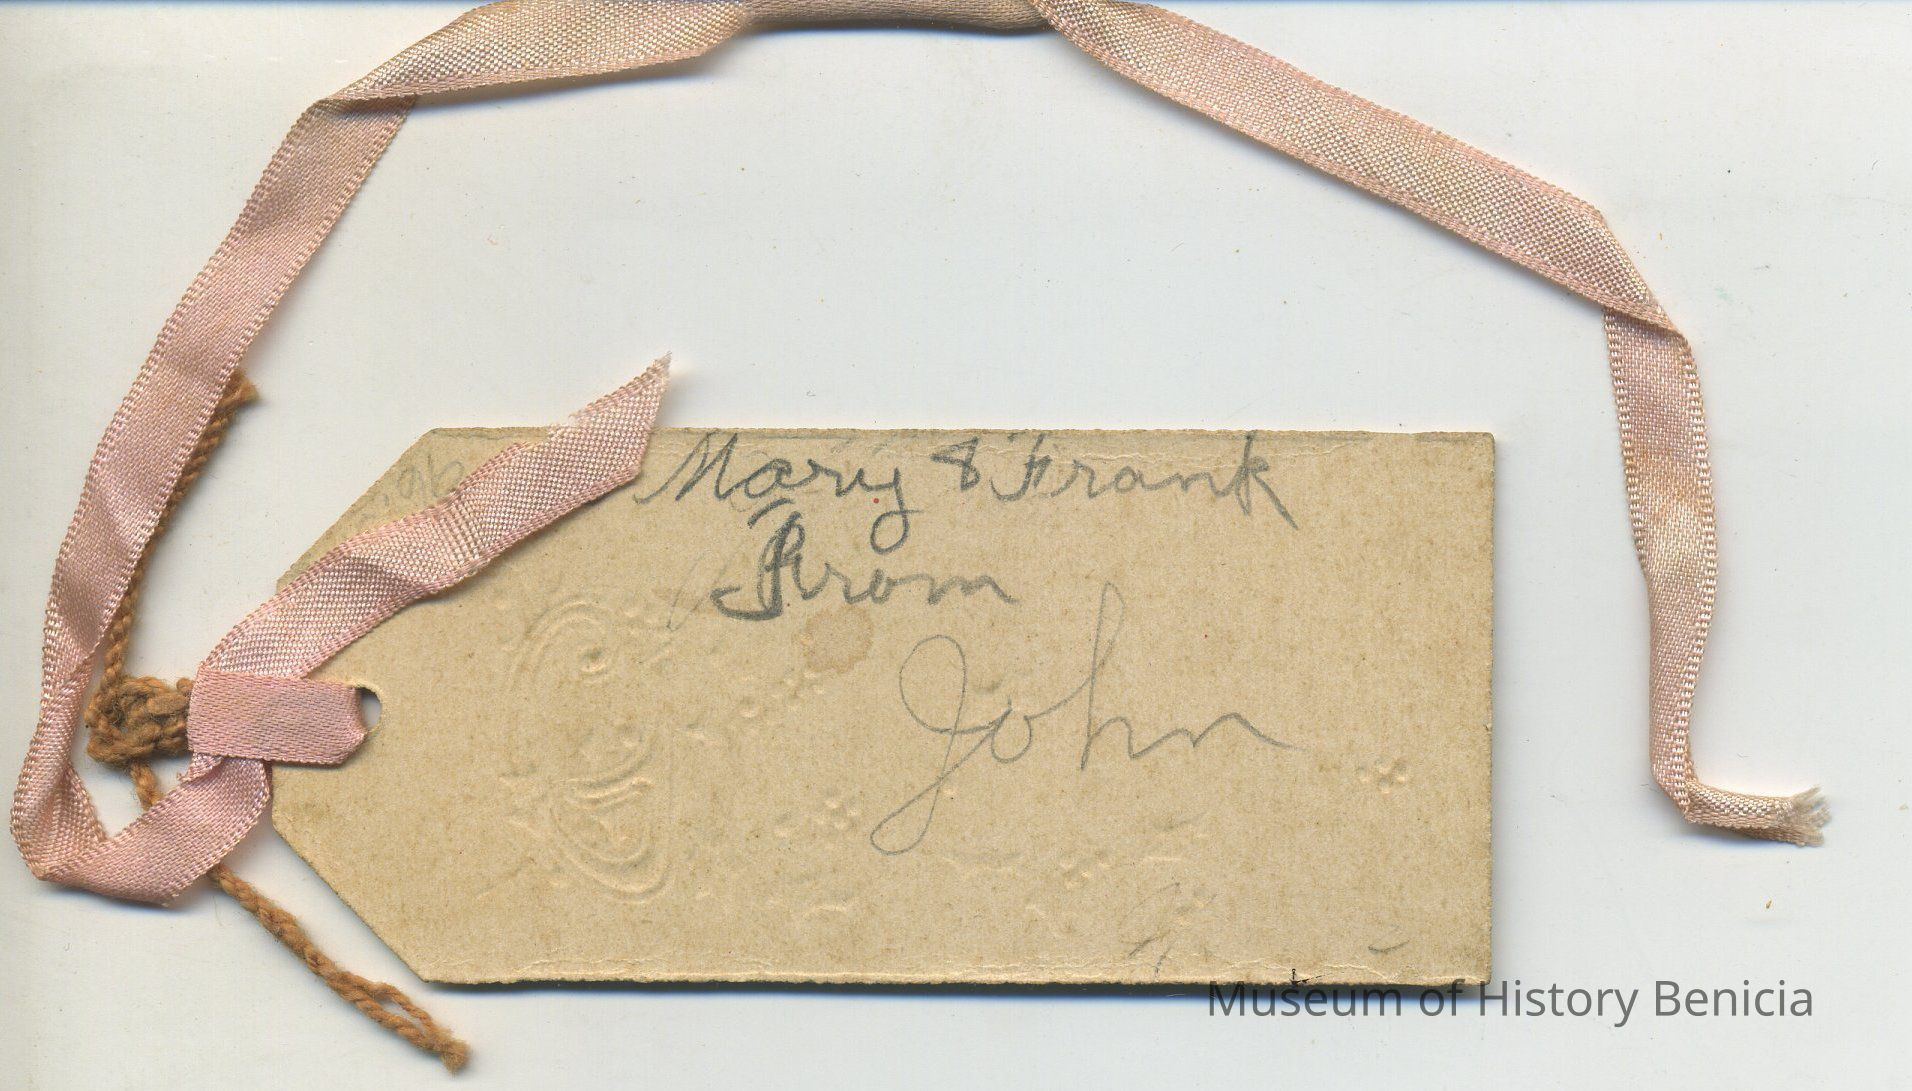 Mary & Frank
From
John
Museum of History Benicia